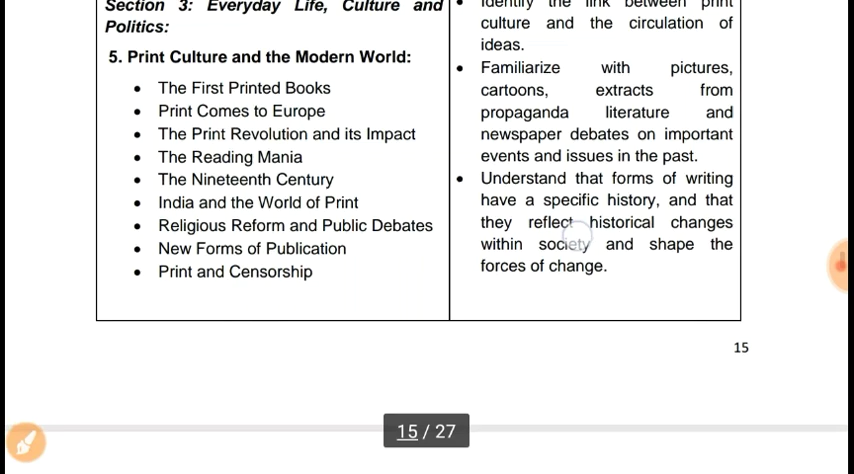 Section 3: Everyday Life, Culture and
Politics:
5. Print Culture and the Modern World:
• The First Printed Books
• Print Comes to Europe
• The Print Revolution and its Impact
• The Reading Mania
• The Nineteenth Century
• India and the World of Print
• Religious Reform and Public Debates
• New Forms of Publication
• Print and Censorship
• Identify the link between print
culture and the circulation of
ideas.
• Familiarize with pictures,
cartoons, extracts from
propaganda literature and
newspaper debates on important
events and issues in the past.
• Understand that forms of writing
have a specific history, and that
they reflect historical changes
within society and shape the
forces of change.
15
15 / 27